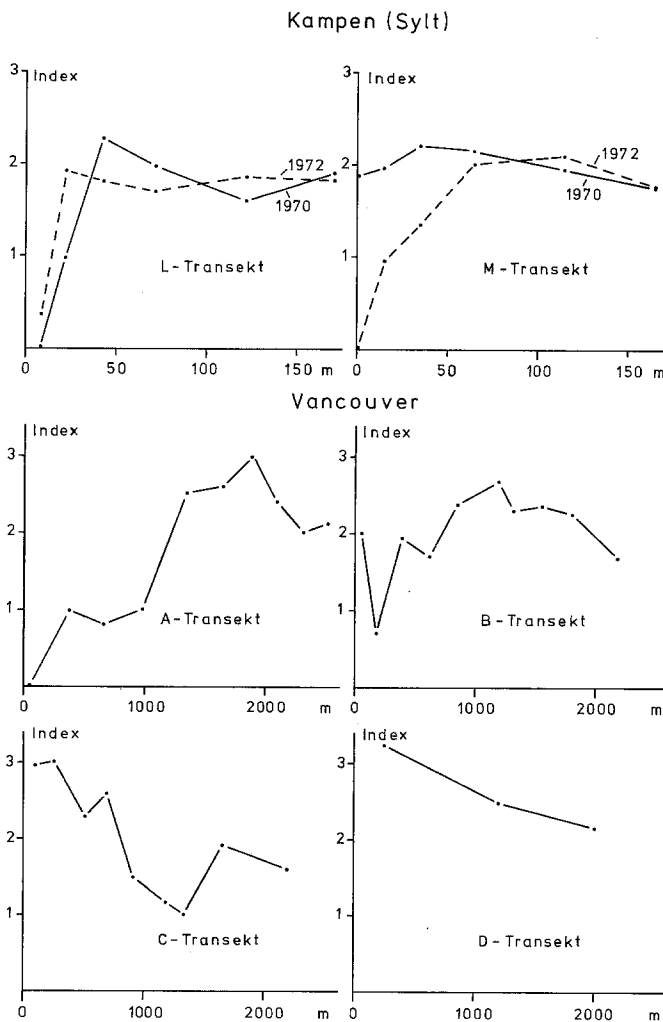 Kampen (Sylt)
Index
3
2
1
1972
1970
L-Transekt
0 50 100 150 m
Index
3
2
1
1972
1970
M-Transekt
0 50 100 150 m
Vancouver
Index
3
2
1
A-Transekt
0 1000 2000 m
Index
3
2
1
B-Transekt
0 1000 2000 m
Index
3
2
1
C-Transekt
0 1000 2000 m
Index
3
2
1
D-Transekt
0 1000 2000 m